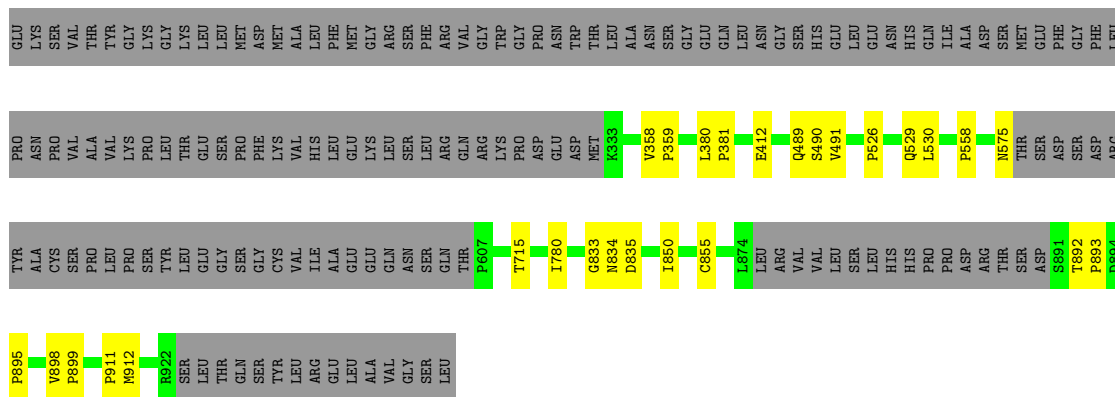 GLU LYS SER VAL THR TYR GLY LYS GLY LYS LEU LEU MET ASP MET ALA LEU PHE MET GLY ARG SER PHE ARG VAL GLY TRP GLY PRO ASN TRP THR LEU ALA ASN SER GLY GLU GLN LEU ASN GLY SER HIS GLU LEU GLU ASN HIS GLN ILE ALA ASP SER MET GLU PHE GLY PHE LEU
PRO ASN PRO VAL ALA VAL LYS PRO LEU THR GLU SER PRO PHE LYS VAL HIS LEU GLU LYS LEU SER LEU ARG GLN ARG LYS PRO ASP GLU ASP MET K333 V358 P359 L380 P381 E412 Q489 S490 V491 P526 Q529 L530 P558 N575 THR SER ASP SER ASP ARG
TYR ALA CYS SER PRO LEU PRO SER TYR LEU GLU GLY SER GLY CYS VAL ILE ALA GLU GLN ASN SER GLN THR P607 T715 I780 G833 N834 D835 I850 C855 L874 LEU ARG VAL VAL LEU SER LEU HIS HIS PRO PRO ASP ARG THR SER ASP S891 T892 P893 D894
P895 V898 P899 P911 M912 R922 SER LEU THR GLN SER TYR LEU ARG GLU LEU ALA VAL GLY SER LEU